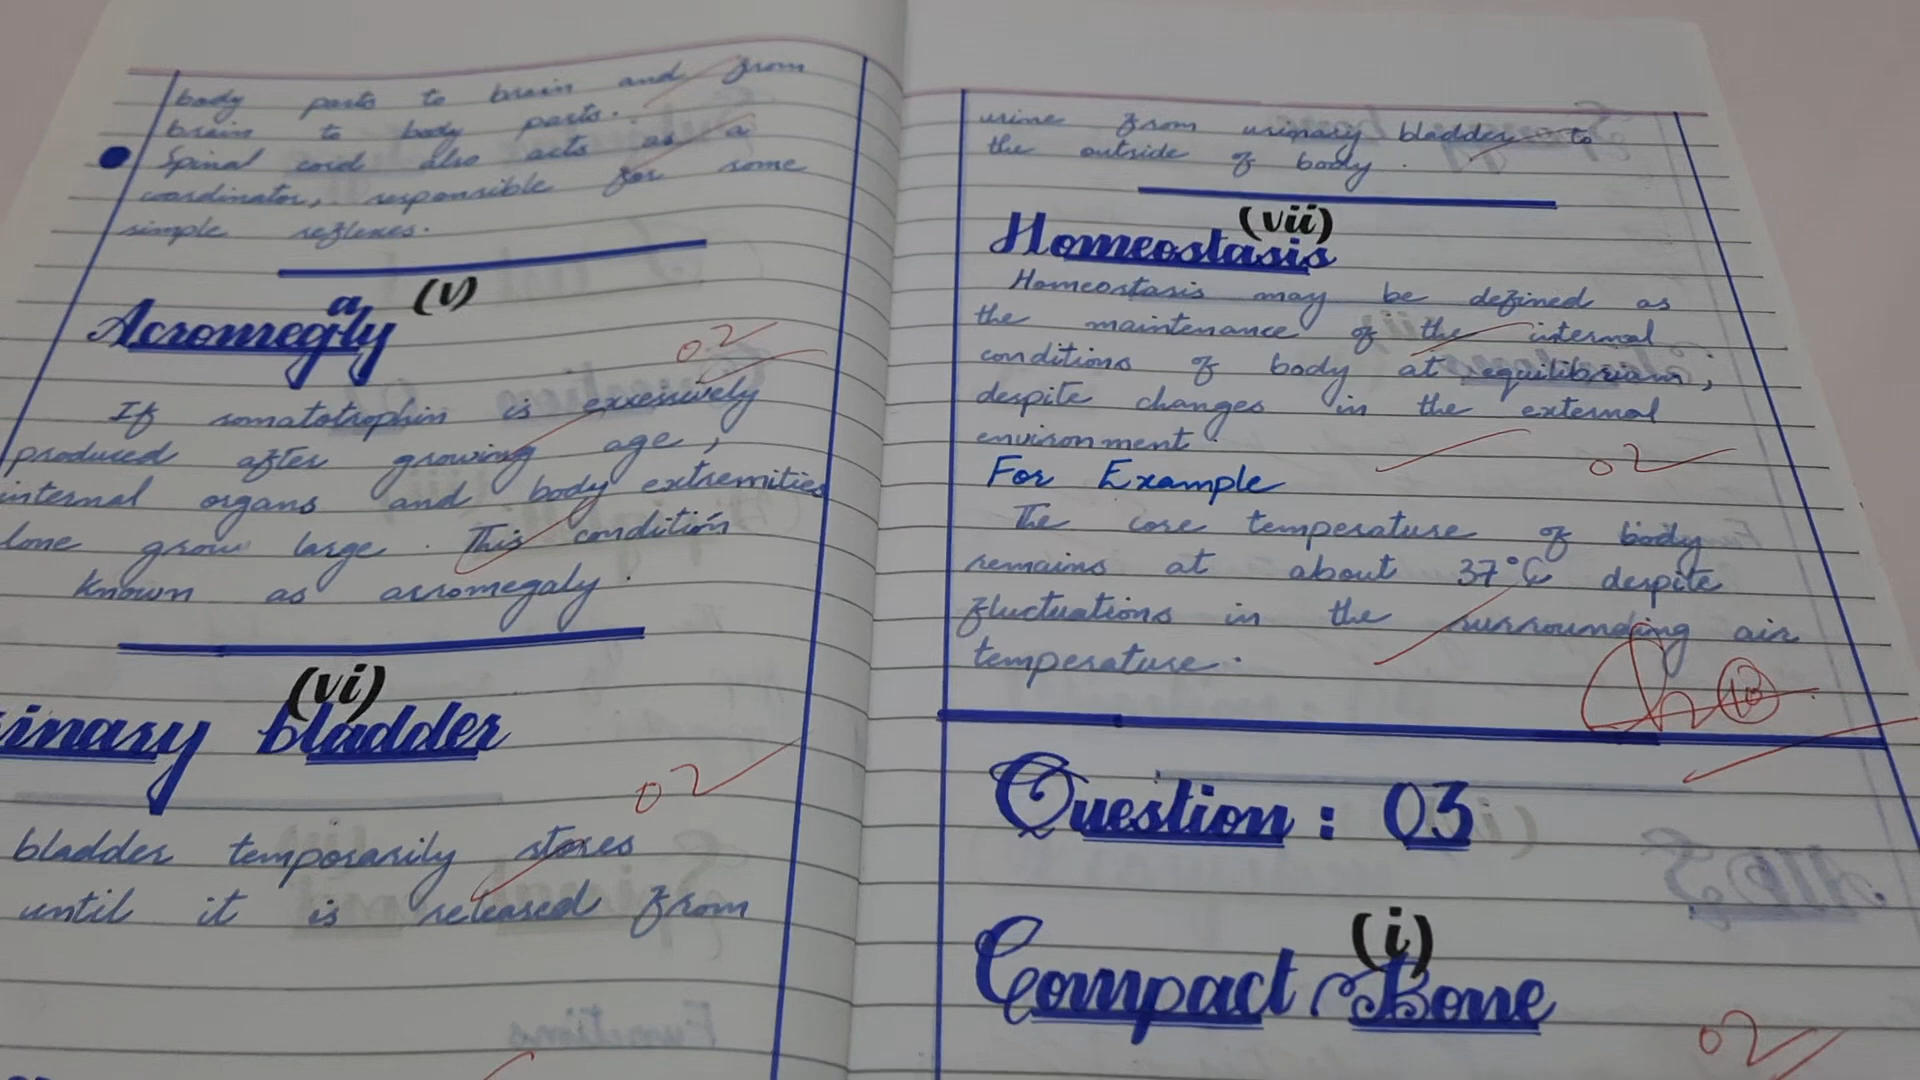 body parts to brain and from
brain to body parts.
Spinal cord also acts as a
coordinator, responsible for some
simple reflexes.
(v)
a
Acromegly
02
If somatotrophin is exxessively
produced after growing age,
internal organs and body extremities
lone grow large. This condition
known as acromegaly.
(vi)
rinary bladder
02
bladder temporarily stores
until it is released from
urine from urinary bladder to
the outside of body.
(vii)
Homeostasis
Homeostasis may be defined as
the maintenance of the internal
conditions of body at equilibrium,
despite changes in the external
environment.
02
For Example
The core temperature of body
remains at about 37°C despite
fluctuations in the surrounding air
temperature.
Question: 03
(i)
Compact Bone
02